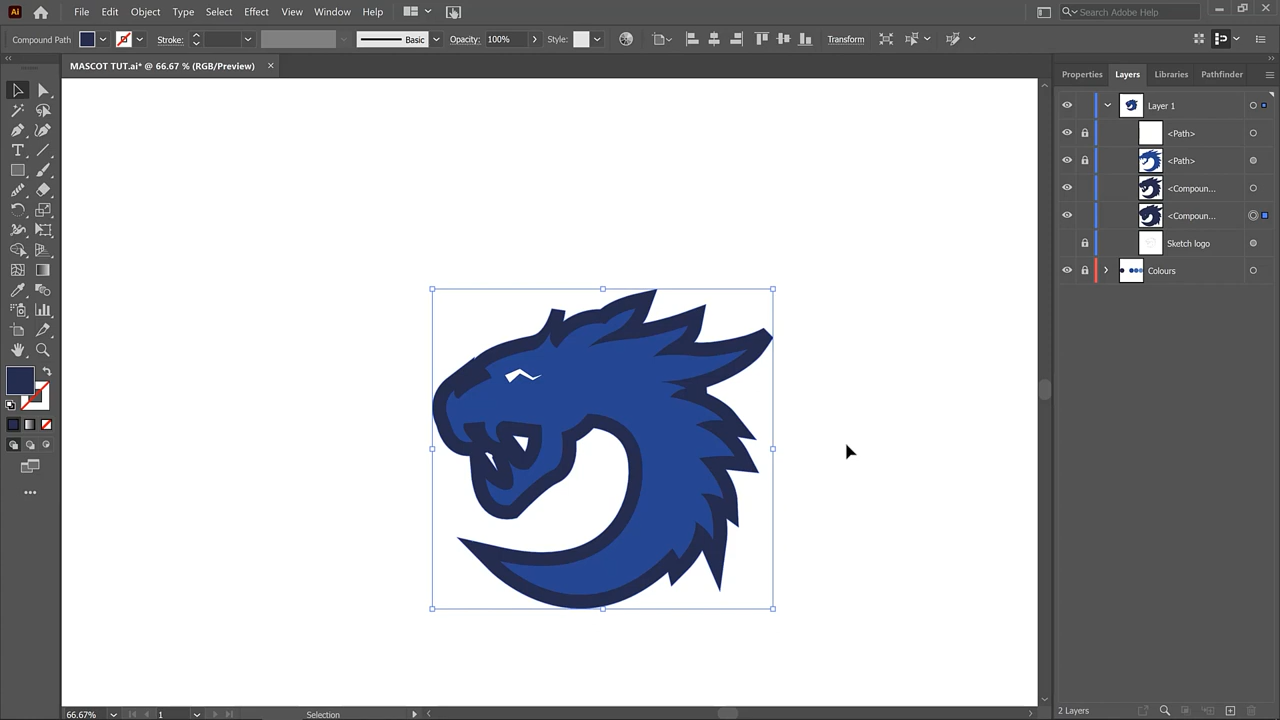 Ai File Edit Object Type Select Effect View Window Help Search Adobe Help
Compound Path Stroke: Basic Opacity: 100% Style: Transform
MASCOT TUT.ai* @ 66.67 % (RGB/Preview) ×
Properties Layers Libraries Pathfinder
Layer 1
<Path>
<Path>
<Compoun...
<Compoun...
Sketch logo
Colours
66.67% 1 Selection
2 Layers